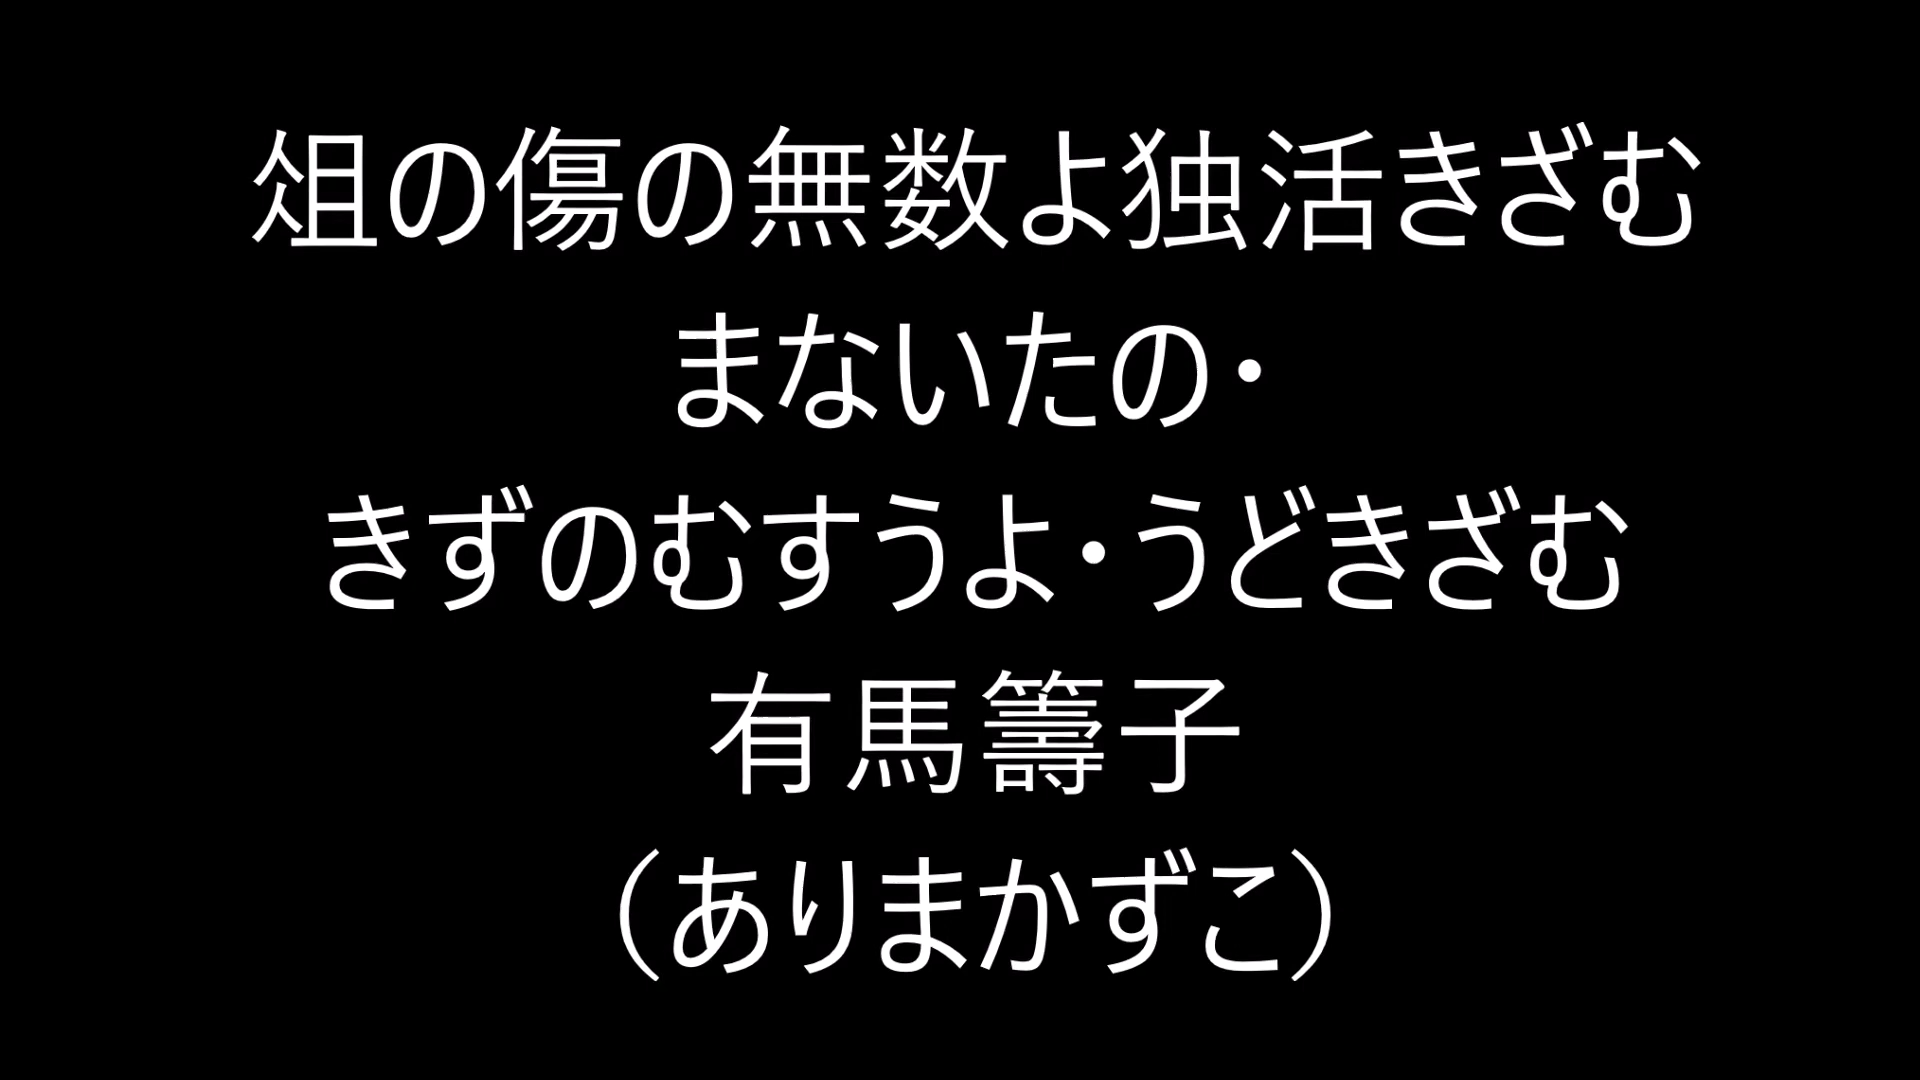 俎の傷の無数よ独活きざむ
まないたの・
きずのむすうよ・うどきざむ
有馬籌子
（ありまかずこ）